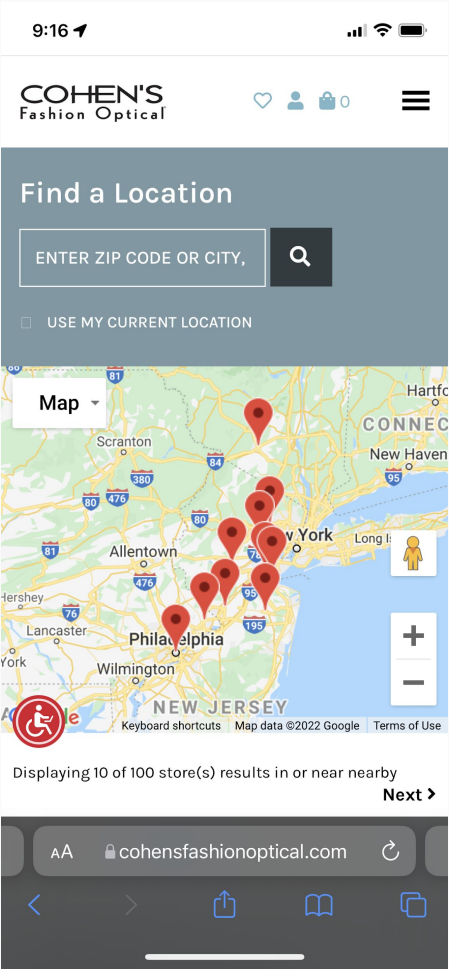 9:16
COHEN'S
Fashion Optical
0
Find a Location
ENTER ZIP CODE OR CITY,
USE MY CURRENT LOCATION
Map
81
Hartfo
CONNEC
Scranton
84
New Haven
380
95
80
476
80
York
Long I
81
Allentown
476
95
Hershey
76
195
Lancaster
Philadelphia
York
Wilmington
NEW JERSEY
Keyboard shortcuts Map data ©2022 Google Terms of Use
Displaying 10 of 100 store(s) results in or near nearby
Next
AA cohensfashionoptical.com